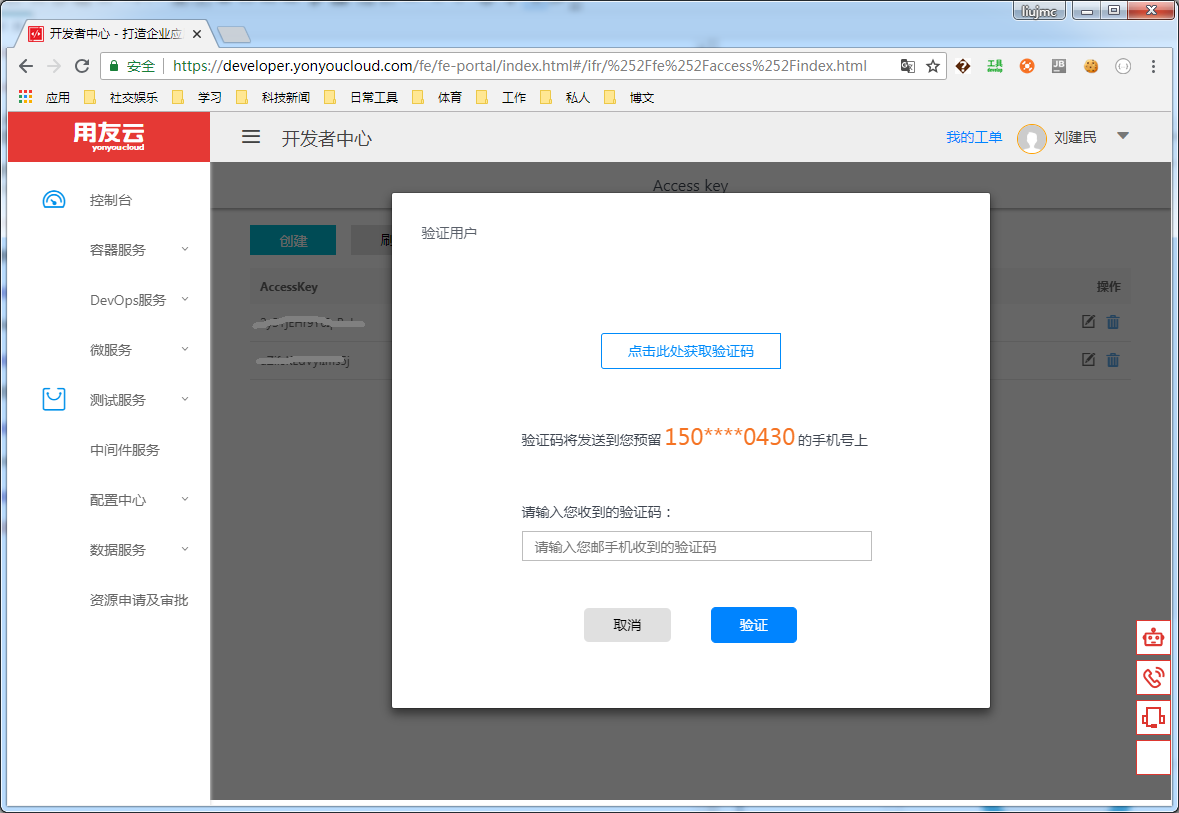 liujmc
开发者中心 - 打造企业应
安全 https://developer.yonyoucloud.com/fe/fe-portal/index.html#/ifr/%252Ffe%252Faccess%252Findex.html
应用 社交娱乐 学习 科技新闻 日常工具 体育 工作 私人 博文
用友云
yonyoucloud
开发者中心
我的工单
刘建民
控制台
容器服务
DevOps服务
微服务
测试服务
中间件服务
配置中心
数据服务
资源申请及审批
Access key
创建
刷
AccessKey
操作
验证用户
点击此处获取验证码
验证码将发送到您预留 150****0430 的手机号上
请输入您收到的验证码：
请输入您邮手机收到的验证码
取消
验证